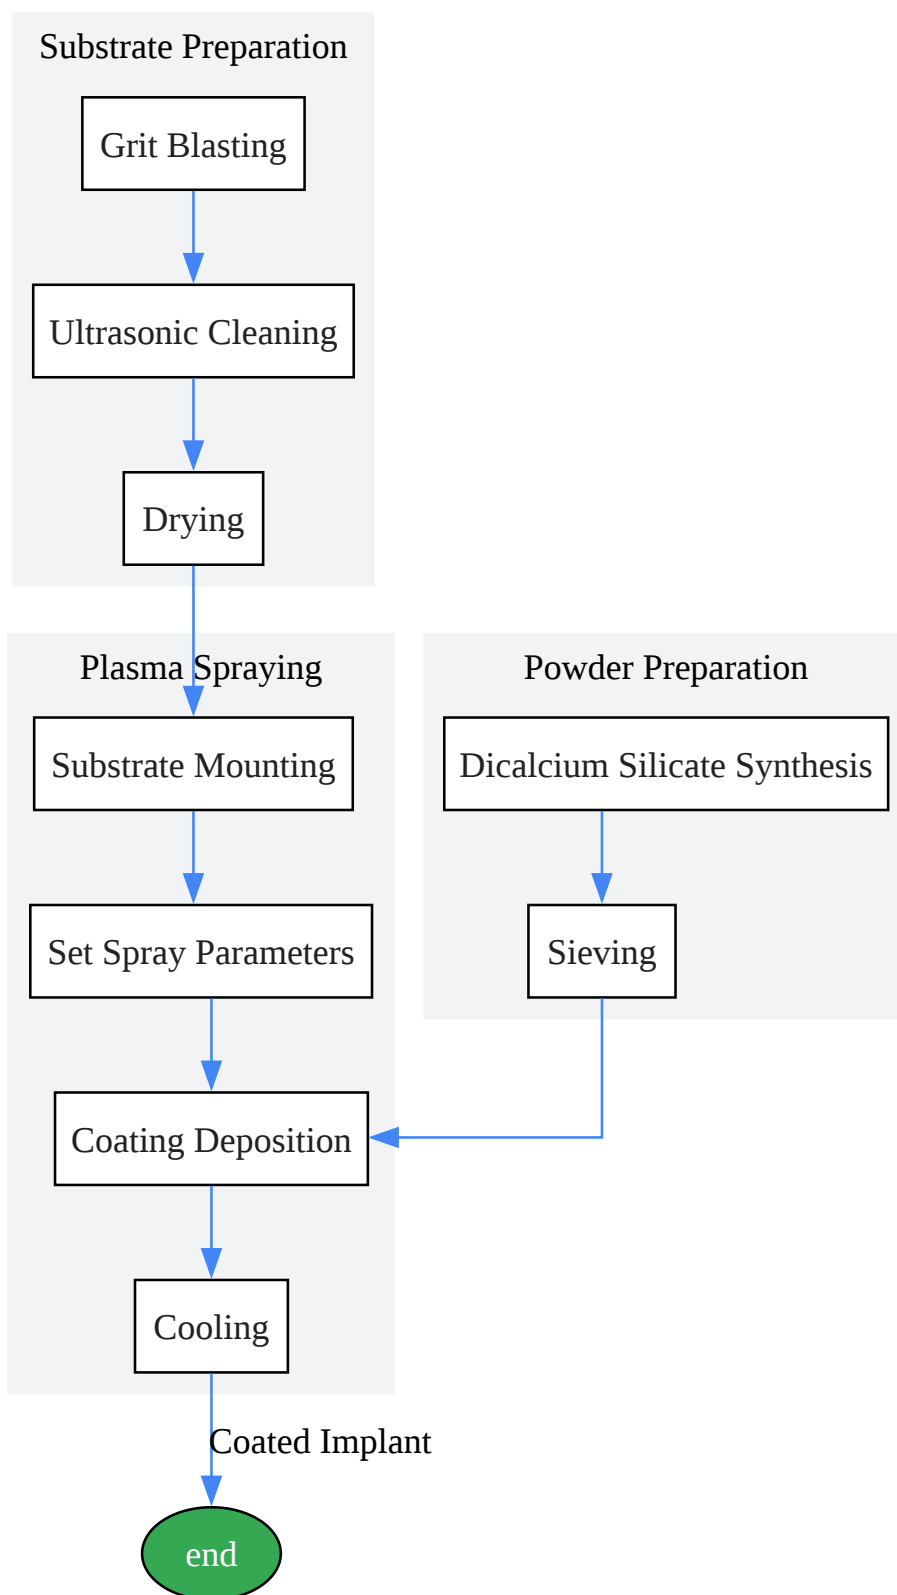 Substrate Preparation
Grit Blasting
Ultrasonic Cleaning
Drying
Plasma Spraying
Substrate Mounting
Set Spray Parameters
Coating Deposition
Cooling
Powder Preparation
Dicalcium Silicate Synthesis
Sieving
Coated Implant
end